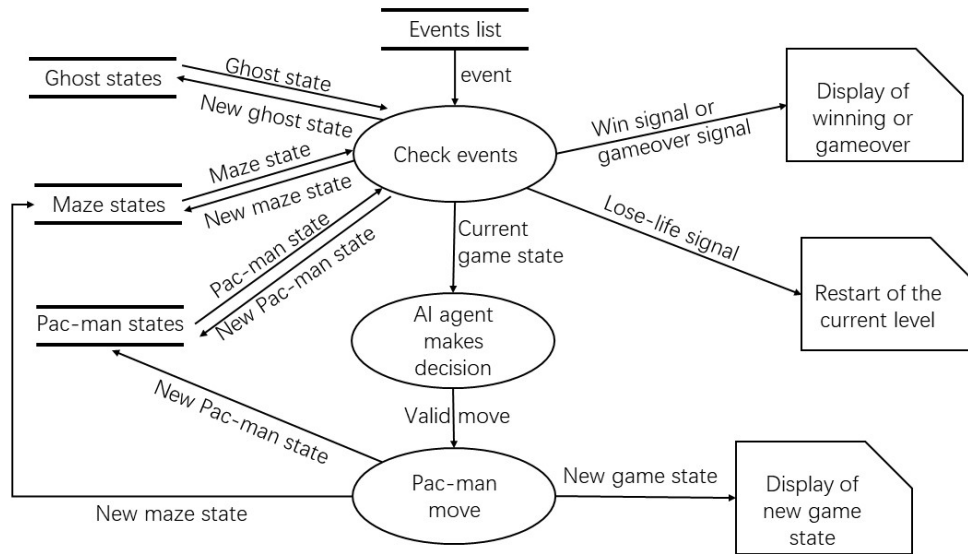 Events list
event
Ghost states
Ghost state
New ghost state
Check events
Win signal or
gameover signal
Display of
winning or
gameover
Maze state
New maze state
Maze states
Pac-man state
New Pac-man state
Current
game state
Lose-life signal
Restart of the
current level
Pac-man states
AI agent
makes
decision
Valid move
New Pac-man state
Pac-man
move
New game state
Display of
new game
state
New maze state